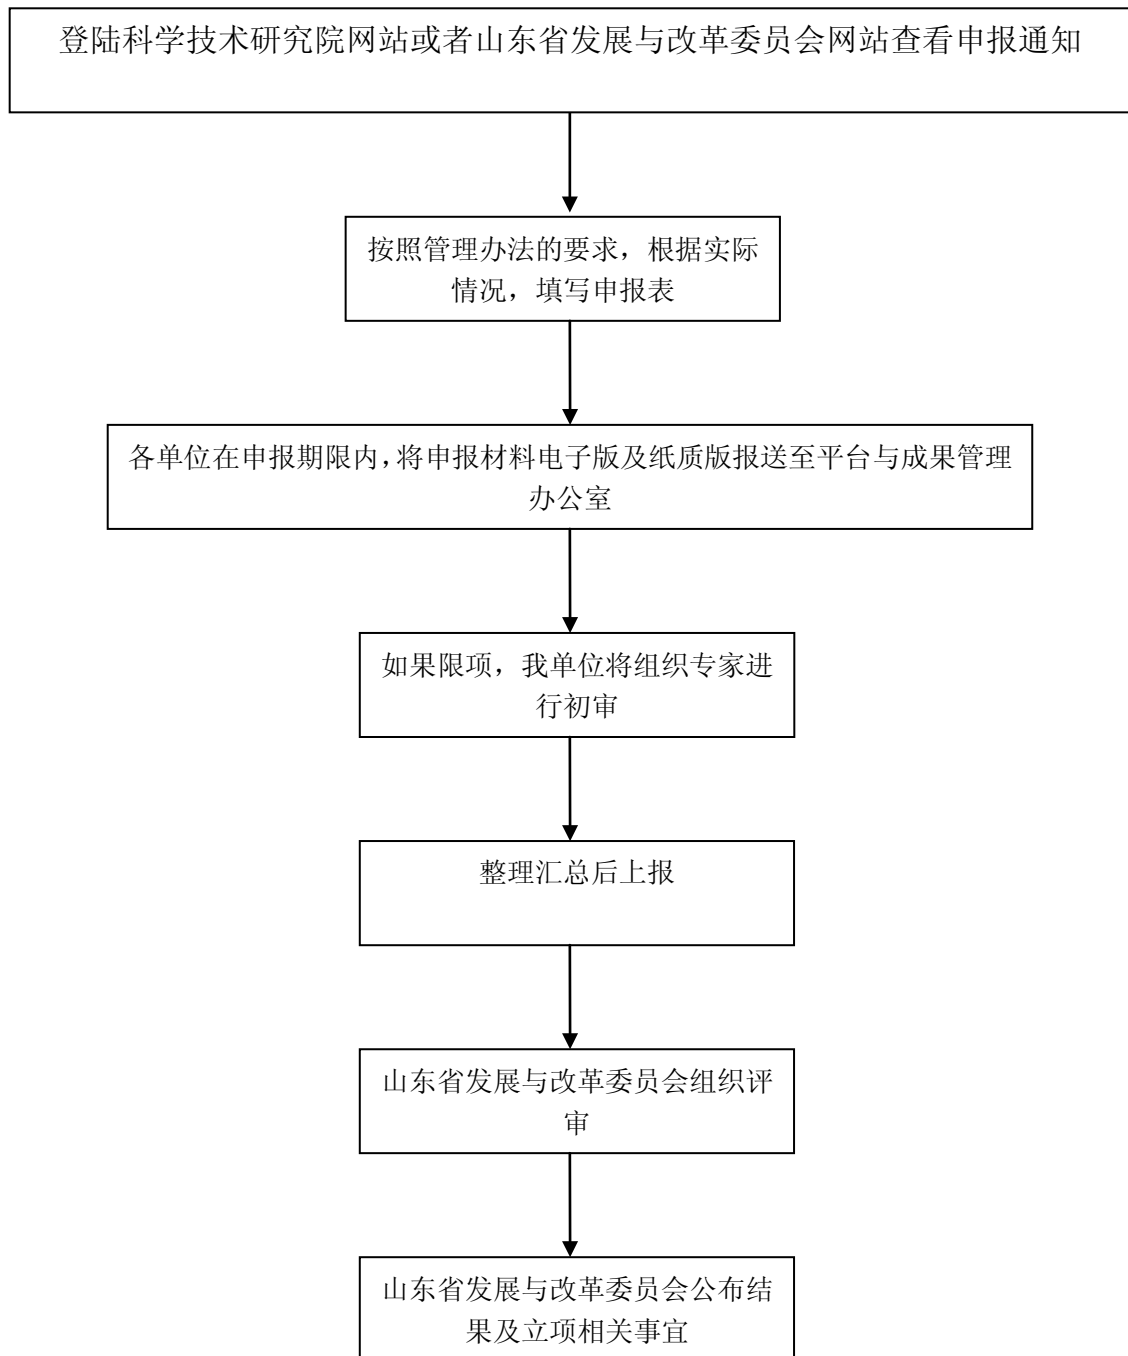 登陆科学技术研究院网站或者山东省发展与改革委员会网站查看申报通知
按照管理办法的要求，根据实际
情况，填写申报表
各单位在申报期限内，将申报材料电子版及纸质版报送至平台与成果管理
办公室
如果限项，我单位将组织专家进
行初审
整理汇总后上报
山东省发展与改革委员会组织评
审
山东省发展与改革委员会公布结
果及立项相关事宜